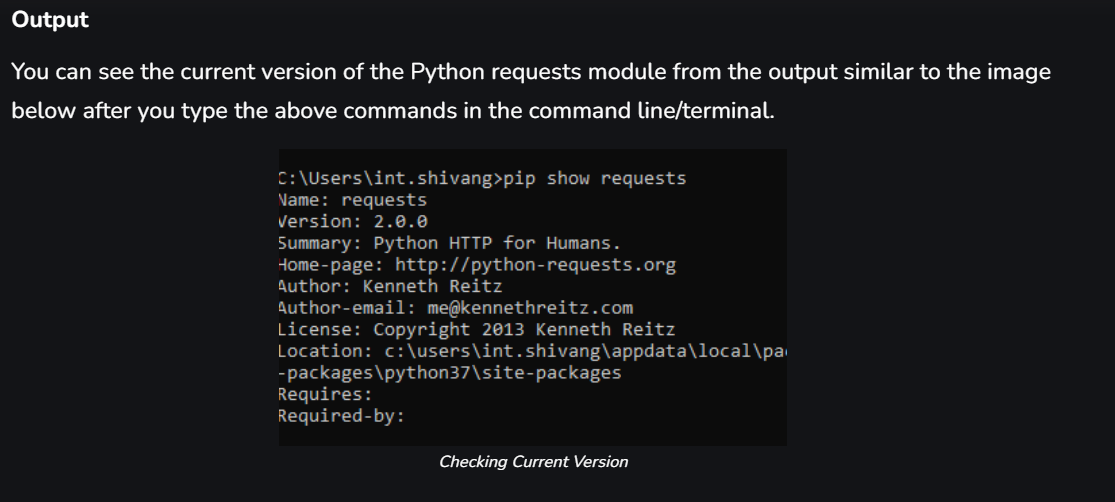 Output
You can see the current version of the Python requests module from the output similar to the image
below after you type the above commands in the command line/terminal.
C:\Users\int.shivang>pip show requests
Name: requests
Version: 2.0.0
Summary: Python HTTP for Humans.
Home-page: http://python-requests.org
Author: Kenneth Reitz
Author-email: me@kennethreitz.com
License: Copyright 2013 Kenneth Reitz
Location: c:\users\int.shivang\appdata\local\pa
-packages\python37\site-packages
Requires:
Required-by:
Checking Current Version